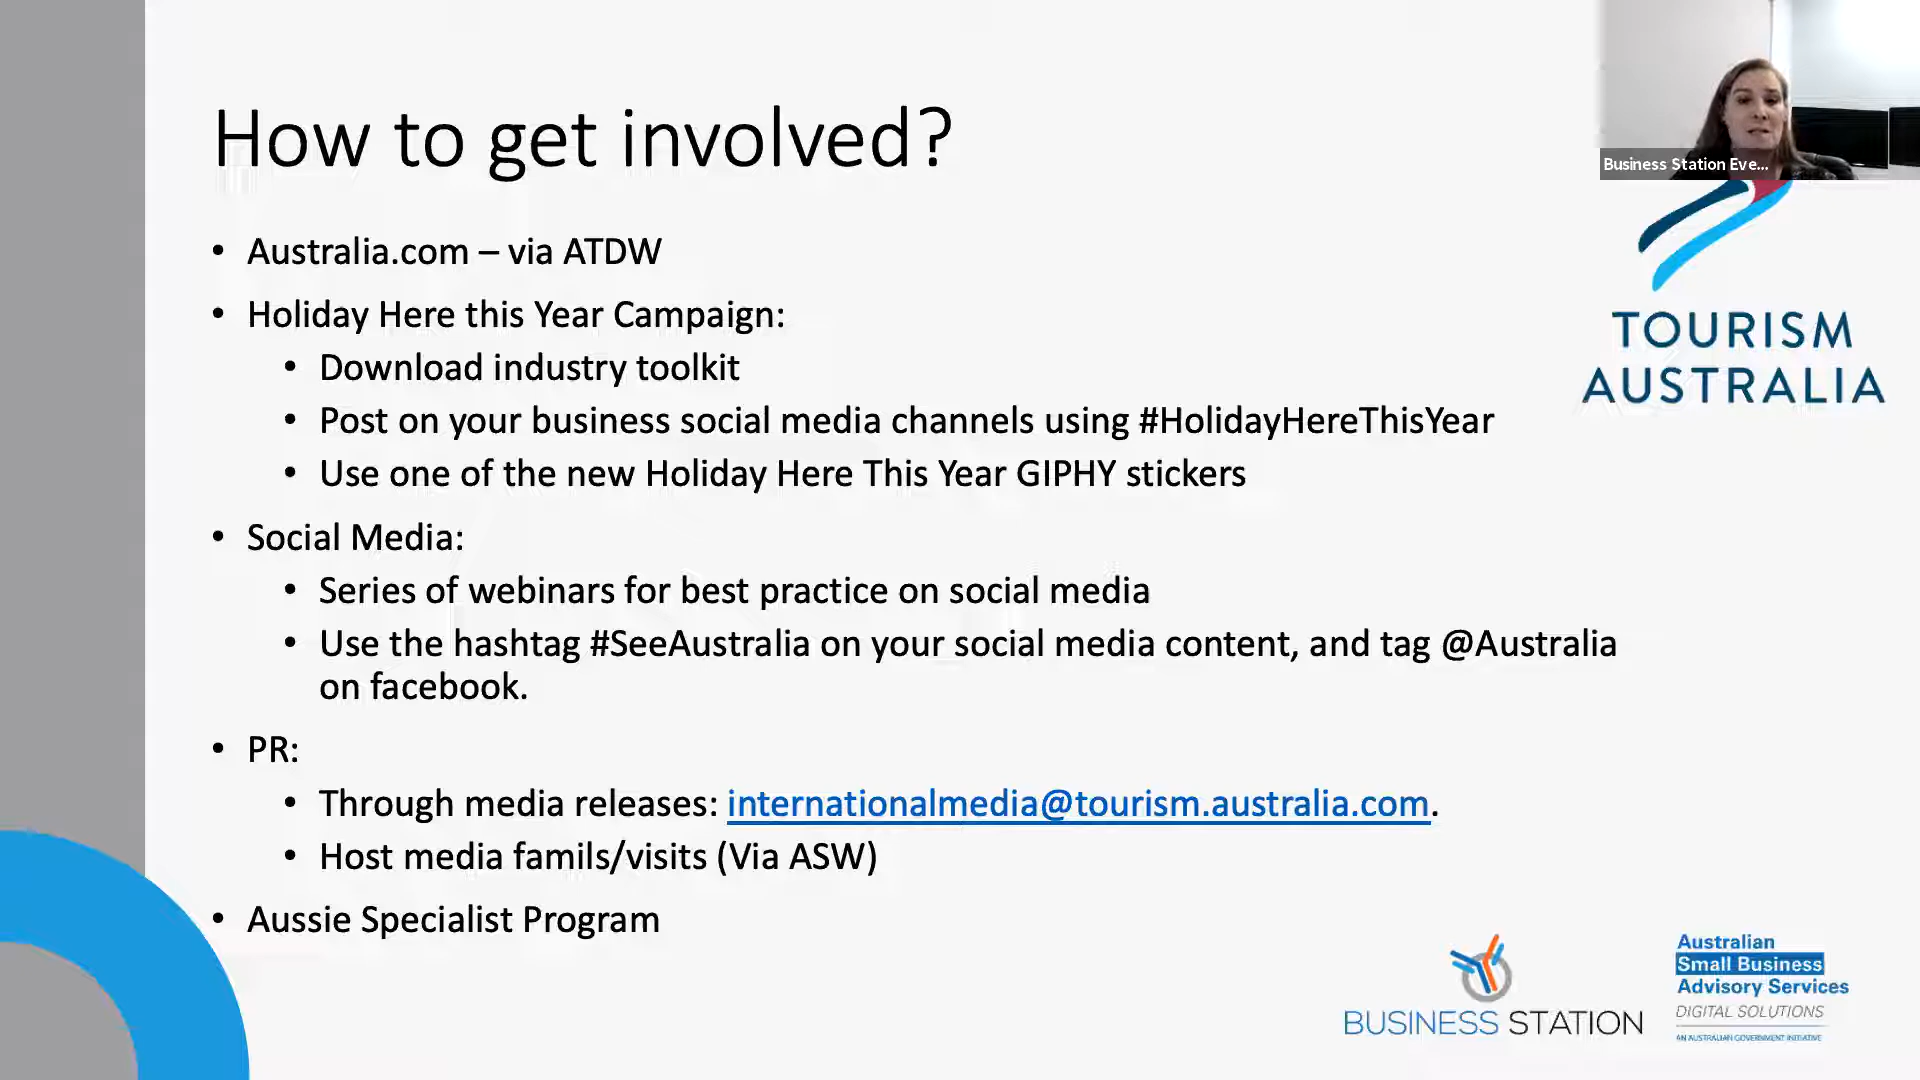 How to get involved?
Business Station Eve...
• Australia.com – via ATDW
• Holiday Here this Year Campaign:
• Download industry toolkit
• Post on your business social media channels using #HolidayHereThisYear
• Use one of the new Holiday Here This Year GIPHY stickers
TOURISM
AUSTRALIA
• Social Media:
• Series of webinars for best practice on social media
• Use the hashtag #SeeAustralia on your social media content, and tag @Australia
on facebook.
• PR:
• Through media releases: internationalmedia@tourism.australia.com.
• Host media famils/visits (Via ASW)
• Aussie Specialist Program
BUSINESS STATION
Australian
Small Business
Advisory Services
DIGITAL SOLUTIONS
AN AUSTRALIAN GOVERNMENT INITIATIVE